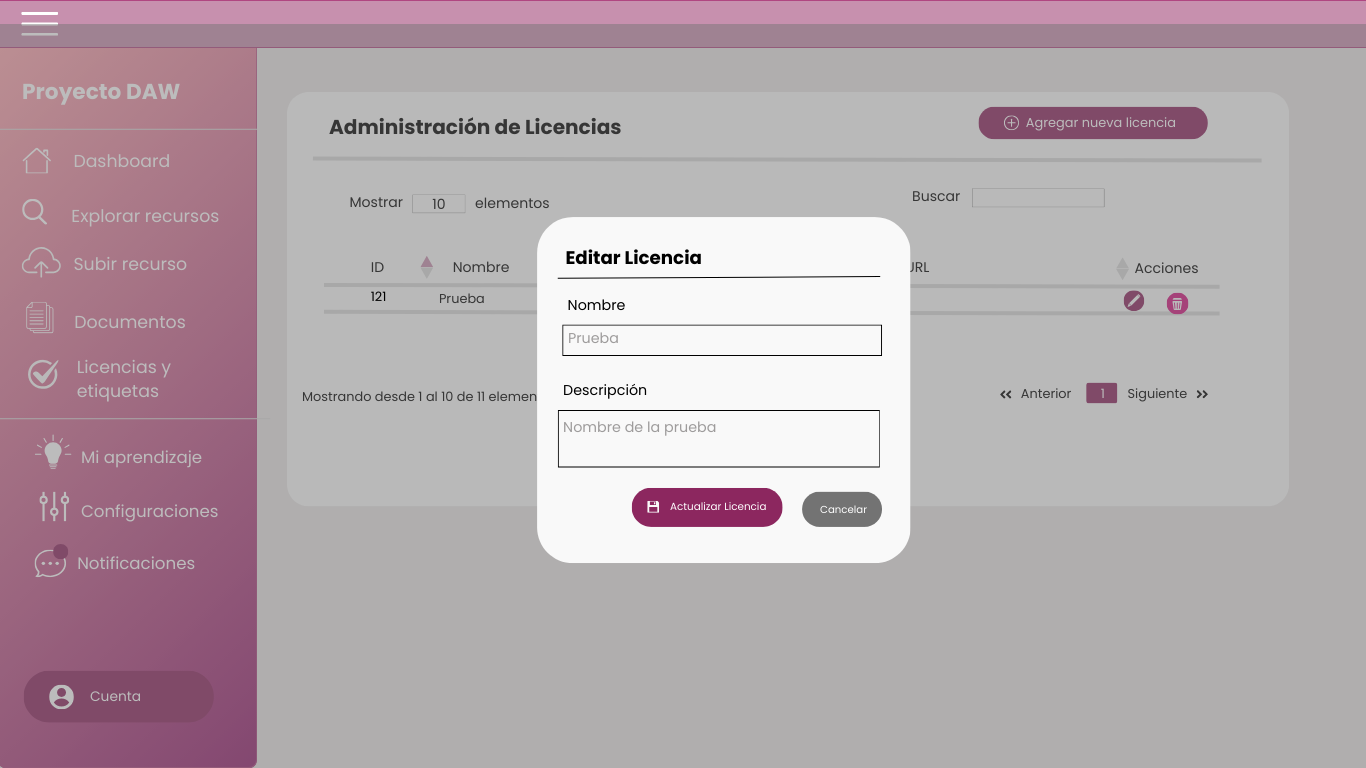 Proyecto DAW
Dashboard
Explorar recursos
Subir recurso
Documentos
Licencias y
etiquetas
Mi aprendizaje
Configuraciones
Notificaciones
Cuenta
Administración de Licencias
Agregar nueva licencia
Mostrar 10 elementos
Buscar
ID Nombre URL Acciones
121 Prueba
Mostrando desde 1 al 10 de 11 elemen
Anterior 1 Siguiente
Editar Licencia
Nombre
Prueba
Descripción
Nombre de la prueba
Actualizar Licencia
Cancelar